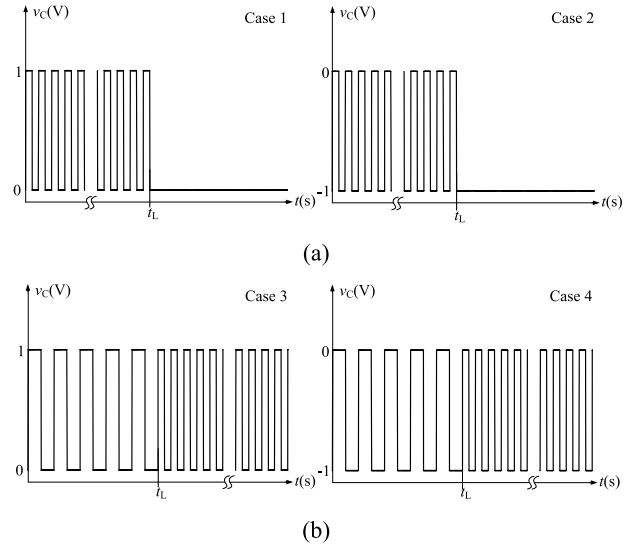 v_C(V)
Case 1
1
0
t_L
t(s)
v_C(V)
Case 2
0
-1
t_L
t(s)
(a)
v_C(V)
Case 3
1
0
t_L
t(s)
v_C(V)
Case 4
0
-1
t_L
t(s)
(b)